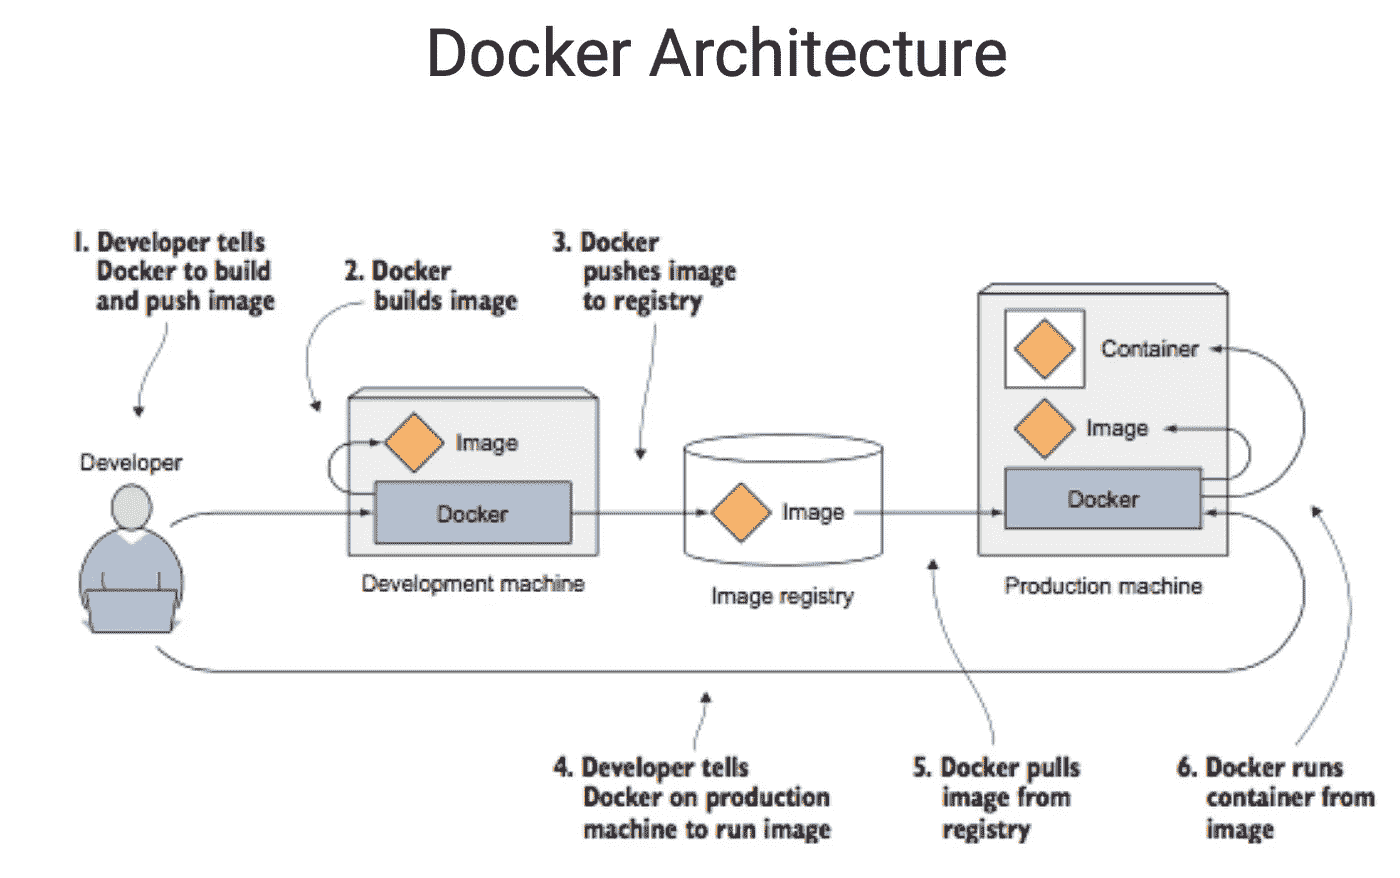 Docker Architecture
1. Developer tells
Docker to build
and push image
2. Docker
builds image
3. Docker
pushes image
to registry
Developer
Image
Docker
Development machine
Image
Image registry
Container
Image
Docker
Production machine
4. Developer tells
Docker on production
machine to run image
5. Docker pulls
image from
registry
6. Docker runs
container from
image